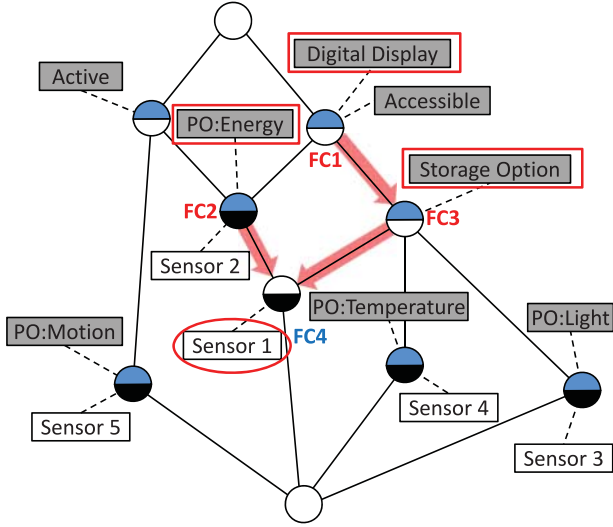 Digital Display
Active
Accessible
PO:Energy
FC1
Storage Option
FC2
FC3
Sensor 2
PO:Temperature
PO:Motion
PO:Light
Sensor 1
FC4
Sensor 5
Sensor 4
Sensor 3